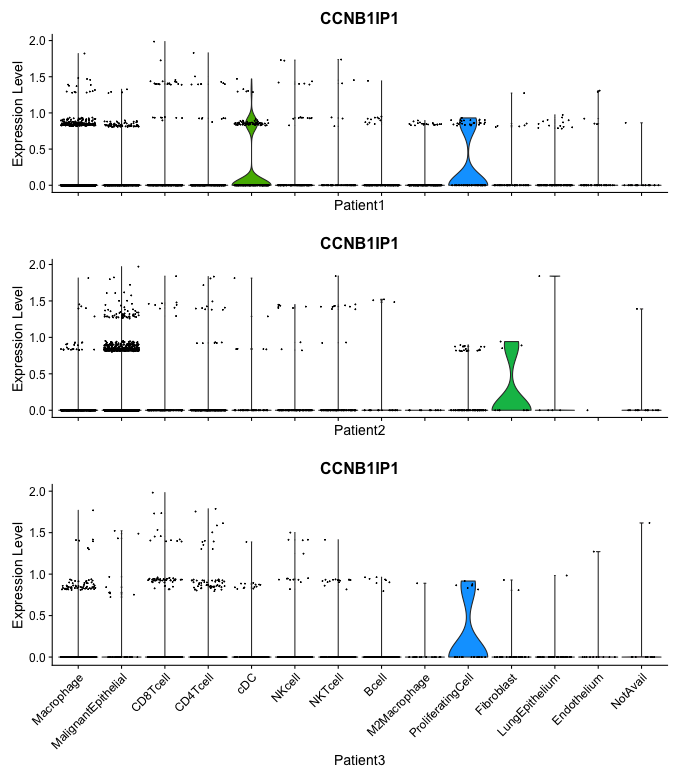 CCNB1IP1
Expression Level
2.0
1.5
1.0
0.5
0.0
Patient1
CCNB1IP1
Expression Level
2.0
1.5
1.0
0.5
0.0
Patient2
CCNB1IP1
Expression Level
2.0
1.5
1.0
0.5
0.0
Macrophage
MalignantEpithelial
CD8Tcell
CD4Tcell
cDC
NKcell
NKTcell
Bcell
M2Macrophage
ProliferatingCell
Fibroblast
LungEpithelium
Endothelium
NotAvail
Patient3